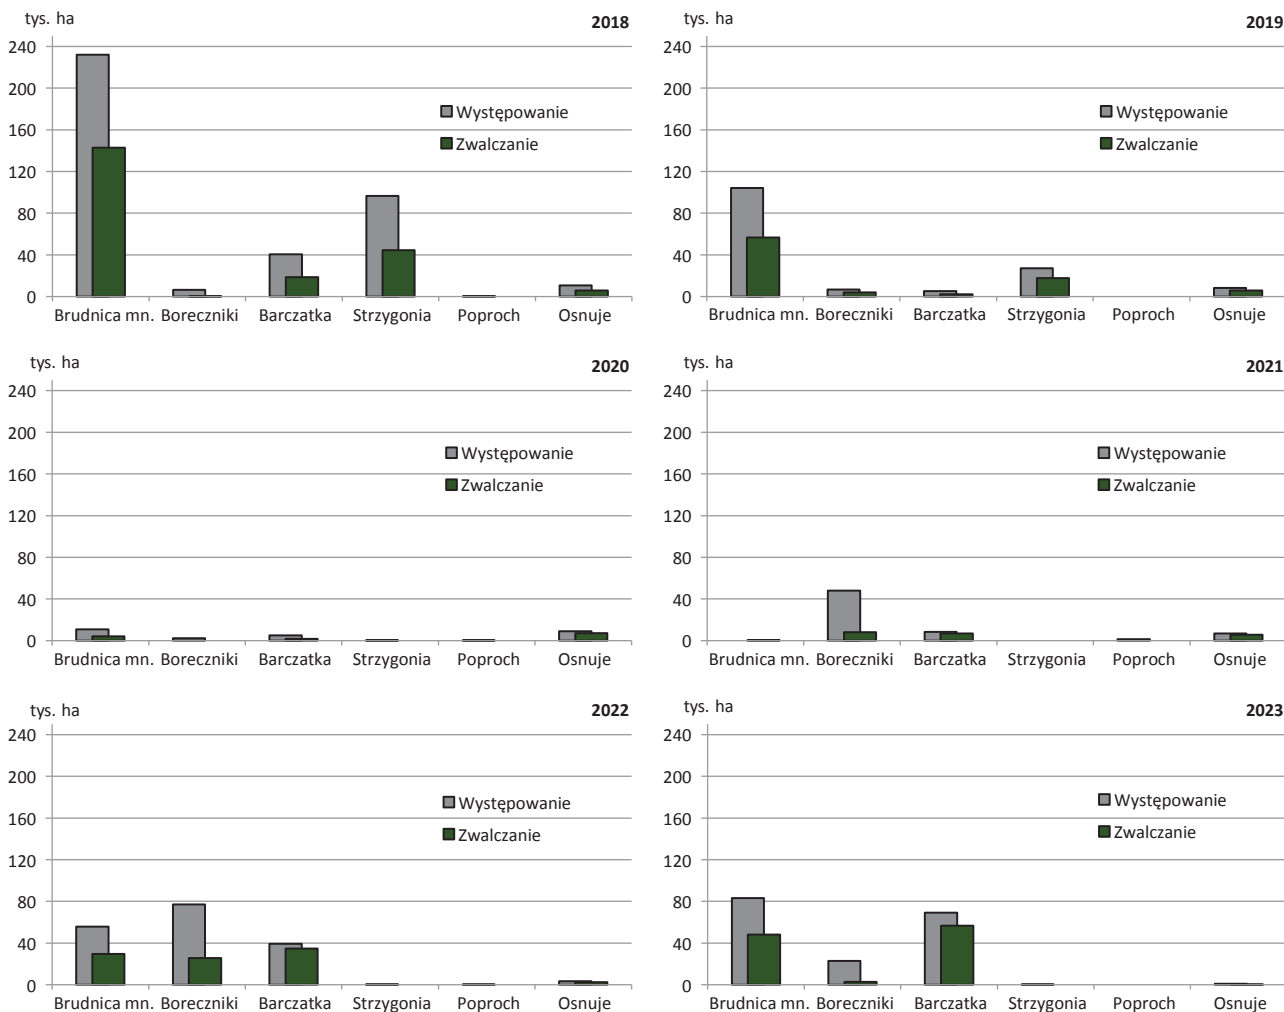 tys. ha
2018
240
200
160
120
80
40
0
Występowanie
Zwalczanie
Brudnica mn. Boreczniki Barczatka Strzygonia Poproch Osnuje
tys. ha
2019
240
200
160
120
80
40
0
Występowanie
Zwalczanie
Brudnica mn. Boreczniki Barczatka Strzygonia Poproch Osnuje
tys. ha
2020
240
200
160
120
80
40
0
Występowanie
Zwalczanie
Brudnica mn. Boreczniki Barczatka Strzygonia Poproch Osnuje
tys. ha
2021
240
200
160
120
80
40
0
Występowanie
Zwalczanie
Brudnica mn. Boreczniki Barczatka Strzygonia Poproch Osnuje
tys. ha
2022
240
200
160
120
80
40
0
Występowanie
Zwalczanie
Brudnica mn. Boreczniki Barczatka Strzygonia Poproch Osnuje
tys. ha
2023
240
200
160
120
80
40
0
Występowanie
Zwalczanie
Brudnica mn. Boreczniki Barczatka Strzygonia Poproch Osnuje